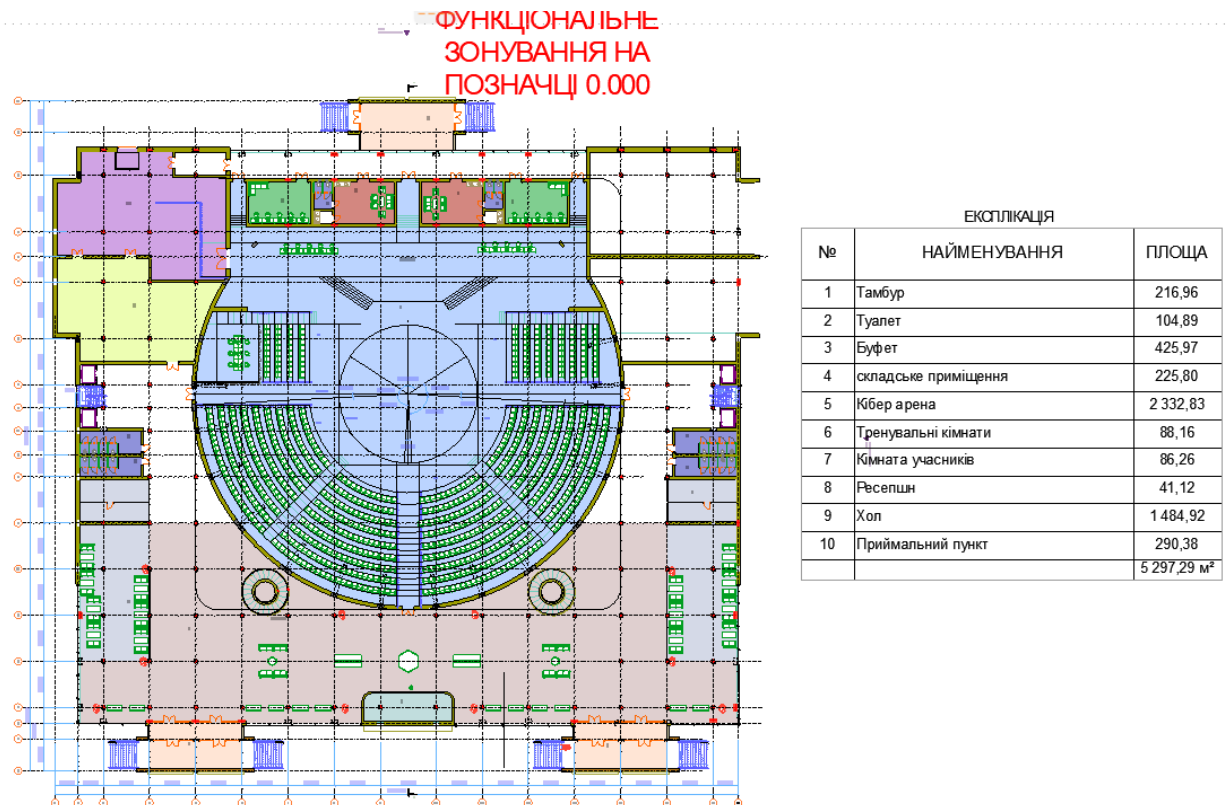 ФУНКЦІОНАЛЬНЕ
ЗОНУВАННЯ НА
ПОЗНАЧЦІ 0.000
ЕКСПЛІКАЦІЯ
№ НАЙМЕНУВАННЯ ПЛОЩА
1 Тамбур 216,96
2 Туалет 104,89
3 Буфет 425,97
4 складське приміщення 225,80
5 Кібер арена 2 332,83
6 Тренувальні кімнати 88,16
7 Кімната учасників 86,26
8 Ресепшн 41,12
9 Хол 1 484,92
10 Приймальний пункт 290,38
5 297,29 м²